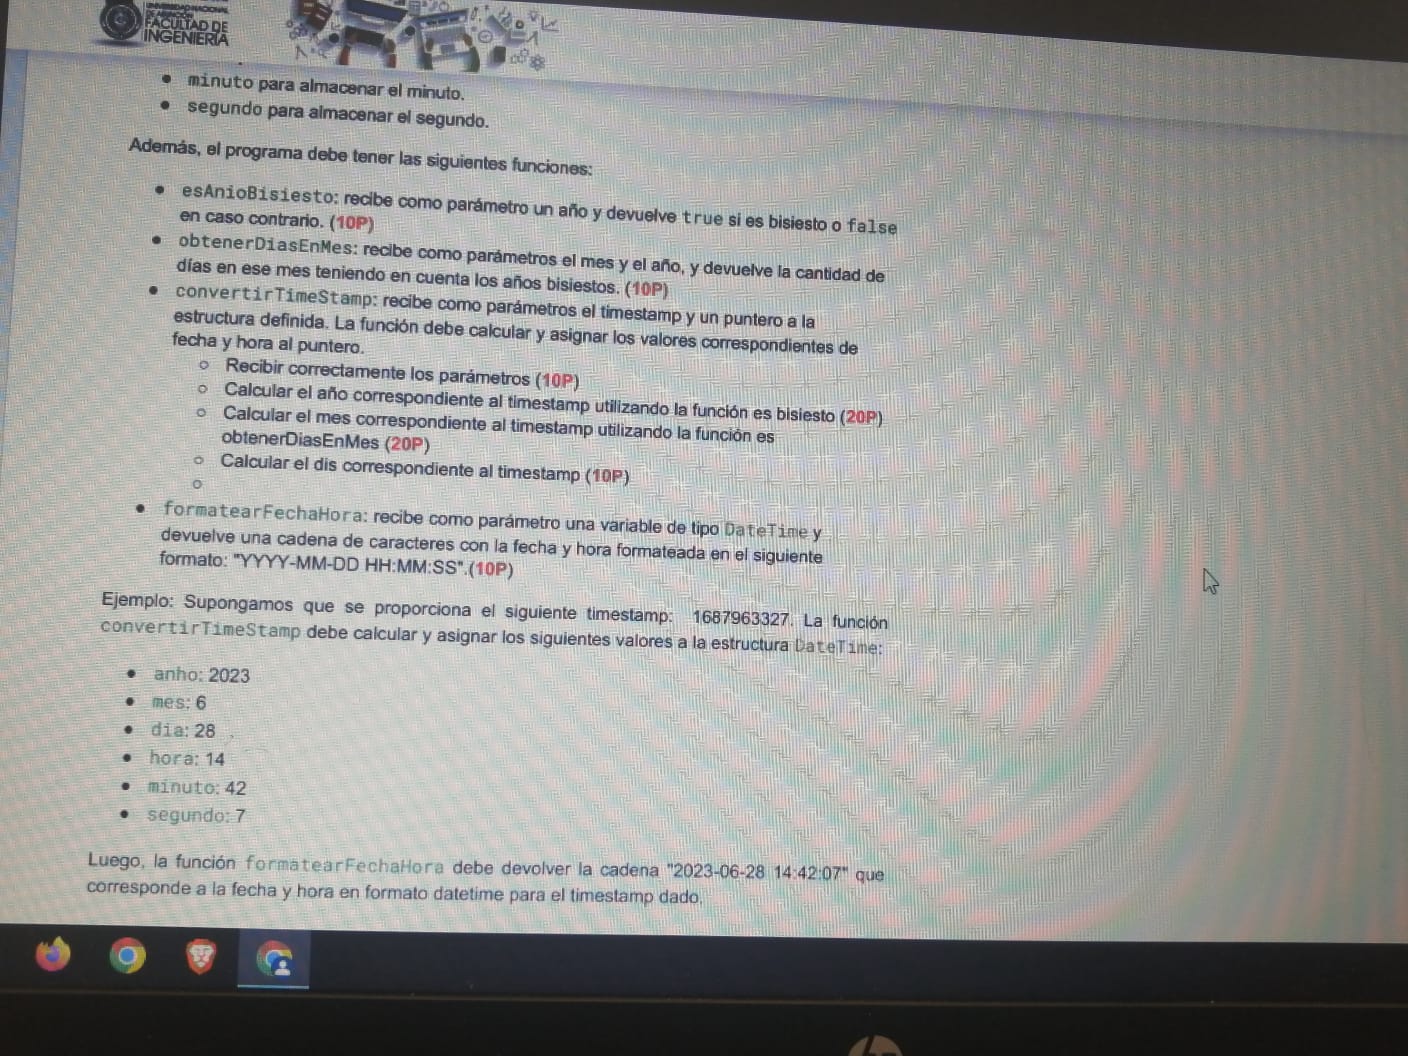 UNIVERSIDAD NACIONAL
DE ASUNCIÓN
FACULTAD DE
INGENIERÍA
minuto para almacenar el minuto.
segundo para almacenar el segundo.
Además, el programa debe tener las siguientes funciones:
esAnioBisiesto: recibe como parámetro un año y devuelve true si es bisiesto o false
en caso contrario. (10P)
obtenerDiasEnMes: recibe como parámetros el mes y el año, y devuelve la cantidad de
días en ese mes teniendo en cuenta los años bisiestos. (10P)
convertirTimeStamp: recibe como parámetros el timestamp y un puntero a la
estructura definida. La función debe calcular y asignar los valores correspondientes de
fecha y hora al puntero.
Recibir correctamente los parámetros (10P)
Calcular el año correspondiente al timestamp utilizando la función es bisiesto (20P)
Calcular el mes correspondiente al timestamp utilizando la función es
obtenerDiasEnMes (20P)
Calcular el dis correspondiente al timestamp (10P)
formatearFechaHora: recibe como parámetro una variable de tipo DateTime y
devuelve una cadena de caracteres con la fecha y hora formateada en el siguiente
formato: "YYYY-MM-DD HH:MM:SS".(10P)
Ejemplo: Supongamos que se proporciona el siguiente timestamp: 1687963327. La función
convertirTimeStamp debe calcular y asignar los siguientes valores a la estructura DateTime:
anho: 2023
mes: 6
dia: 28
hora: 14
minuto: 42
segundo: 7
Luego, la función formatearFechaHora debe devolver la cadena "2023-06-28 14:42:07" que
corresponde a la fecha y hora en formato datetime para el timestamp dado.
hp